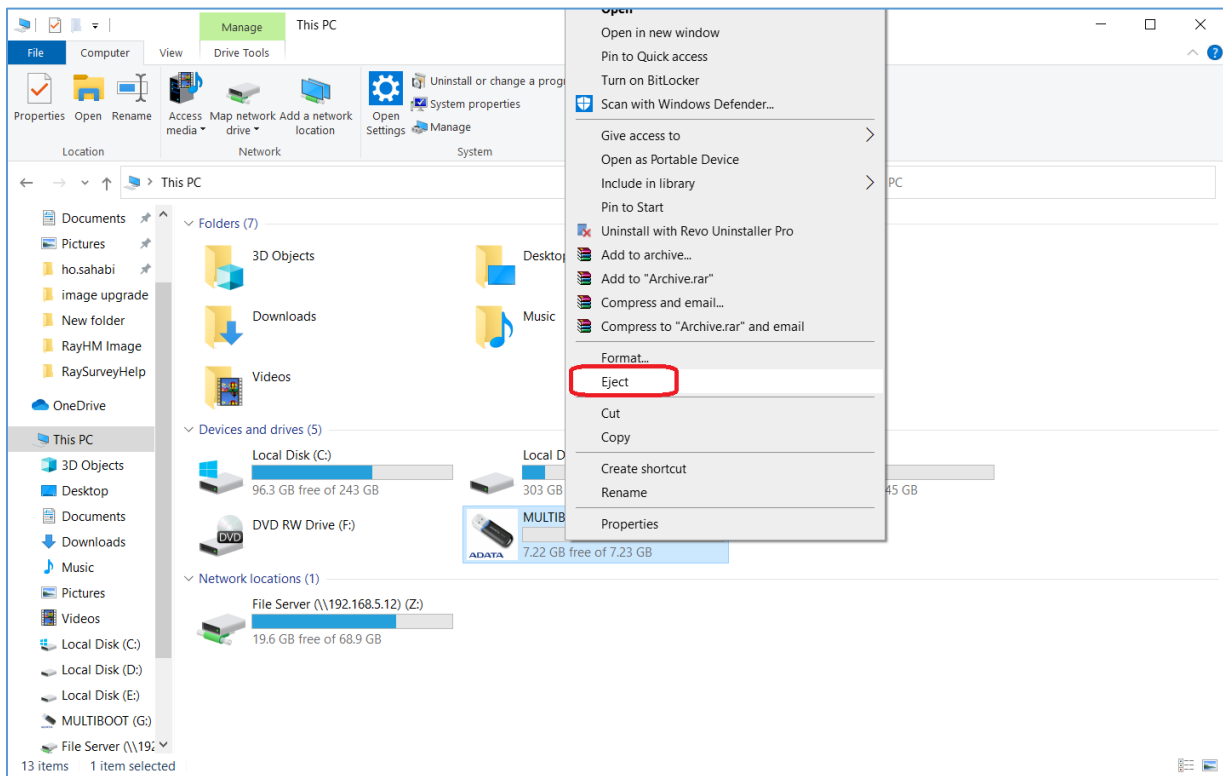 Manage
This PC
File
Computer
View
Drive Tools
Properties
Open
Rename
Access media
Map network drive
Add a network location
Open Settings
Uninstall or change a
System properties
Manage
Location
Network
System
This PC
PC
Documents
Pictures
ho.sahabi
image upgrade
New folder
RayHM Image
RaySurveyHelp
OneDrive
This PC
3D Objects
Desktop
Documents
Downloads
Music
Pictures
Videos
Local Disk (C:)
Local Disk (D:)
Local Disk (E:)
MULTIBOOT (G:)
File Server (\\192
Folders (7)
3D Objects
Downloads
Music
Videos
Devices and drives (5)
Local Disk (C:)
96.3 GB free of 243 GB
Local D
303 GB
45 GB
DVD
DVD RW Drive (F:)
ADATA
MULTIB
7.22 GB free of 7.23 GB
Network locations (1)
File Server (\\192.168.5.12) (Z:)
19.6 GB free of 68.9 GB
Open
Open in new window
Pin to Quick access
Turn on BitLocker
Scan with Windows Defender...
Give access to
Open as Portable Device
Include in library
Pin to Start
Uninstall with Revo Uninstaller Pro
Add to archive...
Add to "Archive.rar"
Compress and email...
Compress to "Archive.rar" and email
Format...
Eject
Cut
Copy
Create shortcut
Rename
Properties
13 items
1 item selected